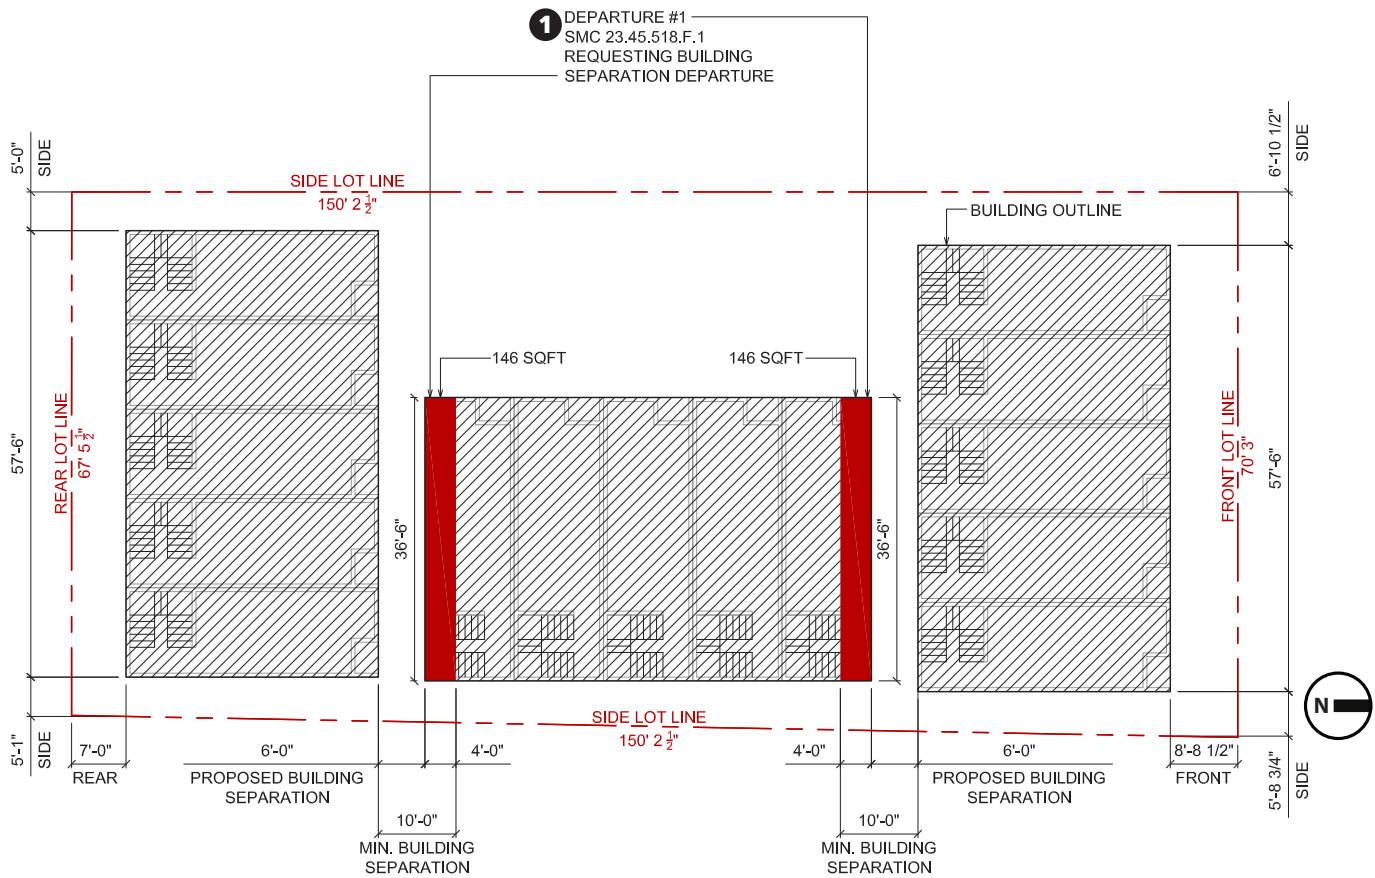 1
DEPARTURE #1
SMC 23.45.518.F.1
REQUESTING BUILDING
SEPARATION DEPARTURE
5'-0"
SIDE
6'-10 1/2"
SIDE
SIDE LOT LINE
150' 2 1/2"
BUILDING OUTLINE
146 SQFT
146 SQFT
57'-6"
REAR LOT LINE
67' 5 1/2"
36'-6"
36'-6"
FRONT LOT LINE
70' 3"
57'-6"
N
SIDE LOT LINE
150' 2 1/2"
5'-1"
SIDE
7'-0"
REAR
6'-0"
PROPOSED BUILDING
SEPARATION
4'-0"
4'-0"
6'-0"
PROPOSED BUILDING
SEPARATION
8'-8 1/2"
FRONT
5'-8 3/4"
SIDE
10'-0"
MIN. BUILDING
SEPARATION
10'-0"
MIN. BUILDING
SEPARATION